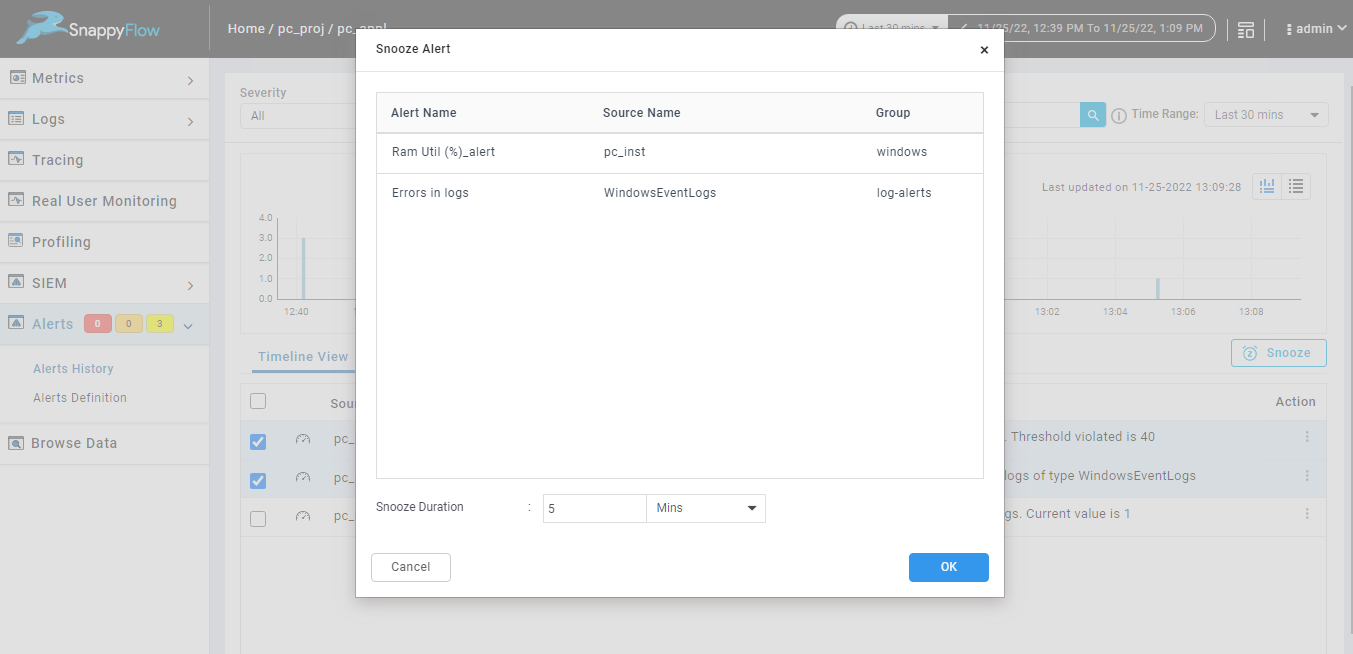 SnappyFlow
Home / pc_proj / pc_appl
Last 30 mins
11/25/22, 12:39 PM To 11/25/22, 1:09 PM
admin
Snooze Alert
×
Metrics
Logs
Tracing
Real User Monitoring
Profiling
SIEM
Alerts 0 0 3
Alerts History
Alerts Definition
Browse Data
Severity
All
Time Range: Last 30 mins
Last updated on 11-25-2022 13:09:28
4.0
3.0
2.0
1.0
0.0
12:40 13:02 13:04 13:06 13:08
Timeline View
Snooze
Action
pc_
. Threshold violated is 40
pc_
logs of type WindowsEventLogs
pc_
gs. Current value is 1
Alert Name Source Name Group
Ram Util (%)_alert pc_inst windows
Errors in logs WindowsEventLogs log-alerts
Snooze Duration : 5 Mins
Cancel OK